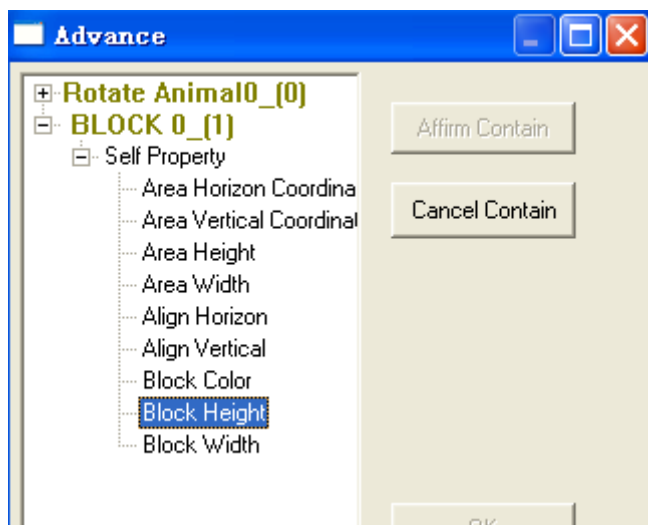 Advance
Rotate Animal0_(0)
BLOCK 0_(1)
Self Property
Area Horizon Coordina
Area Vertical Coordinat
Area Height
Area Width
Align Horizon
Align Vertical
Block Color
Block Height
Block Width
Affirm Contain
Cancel Contain
OK